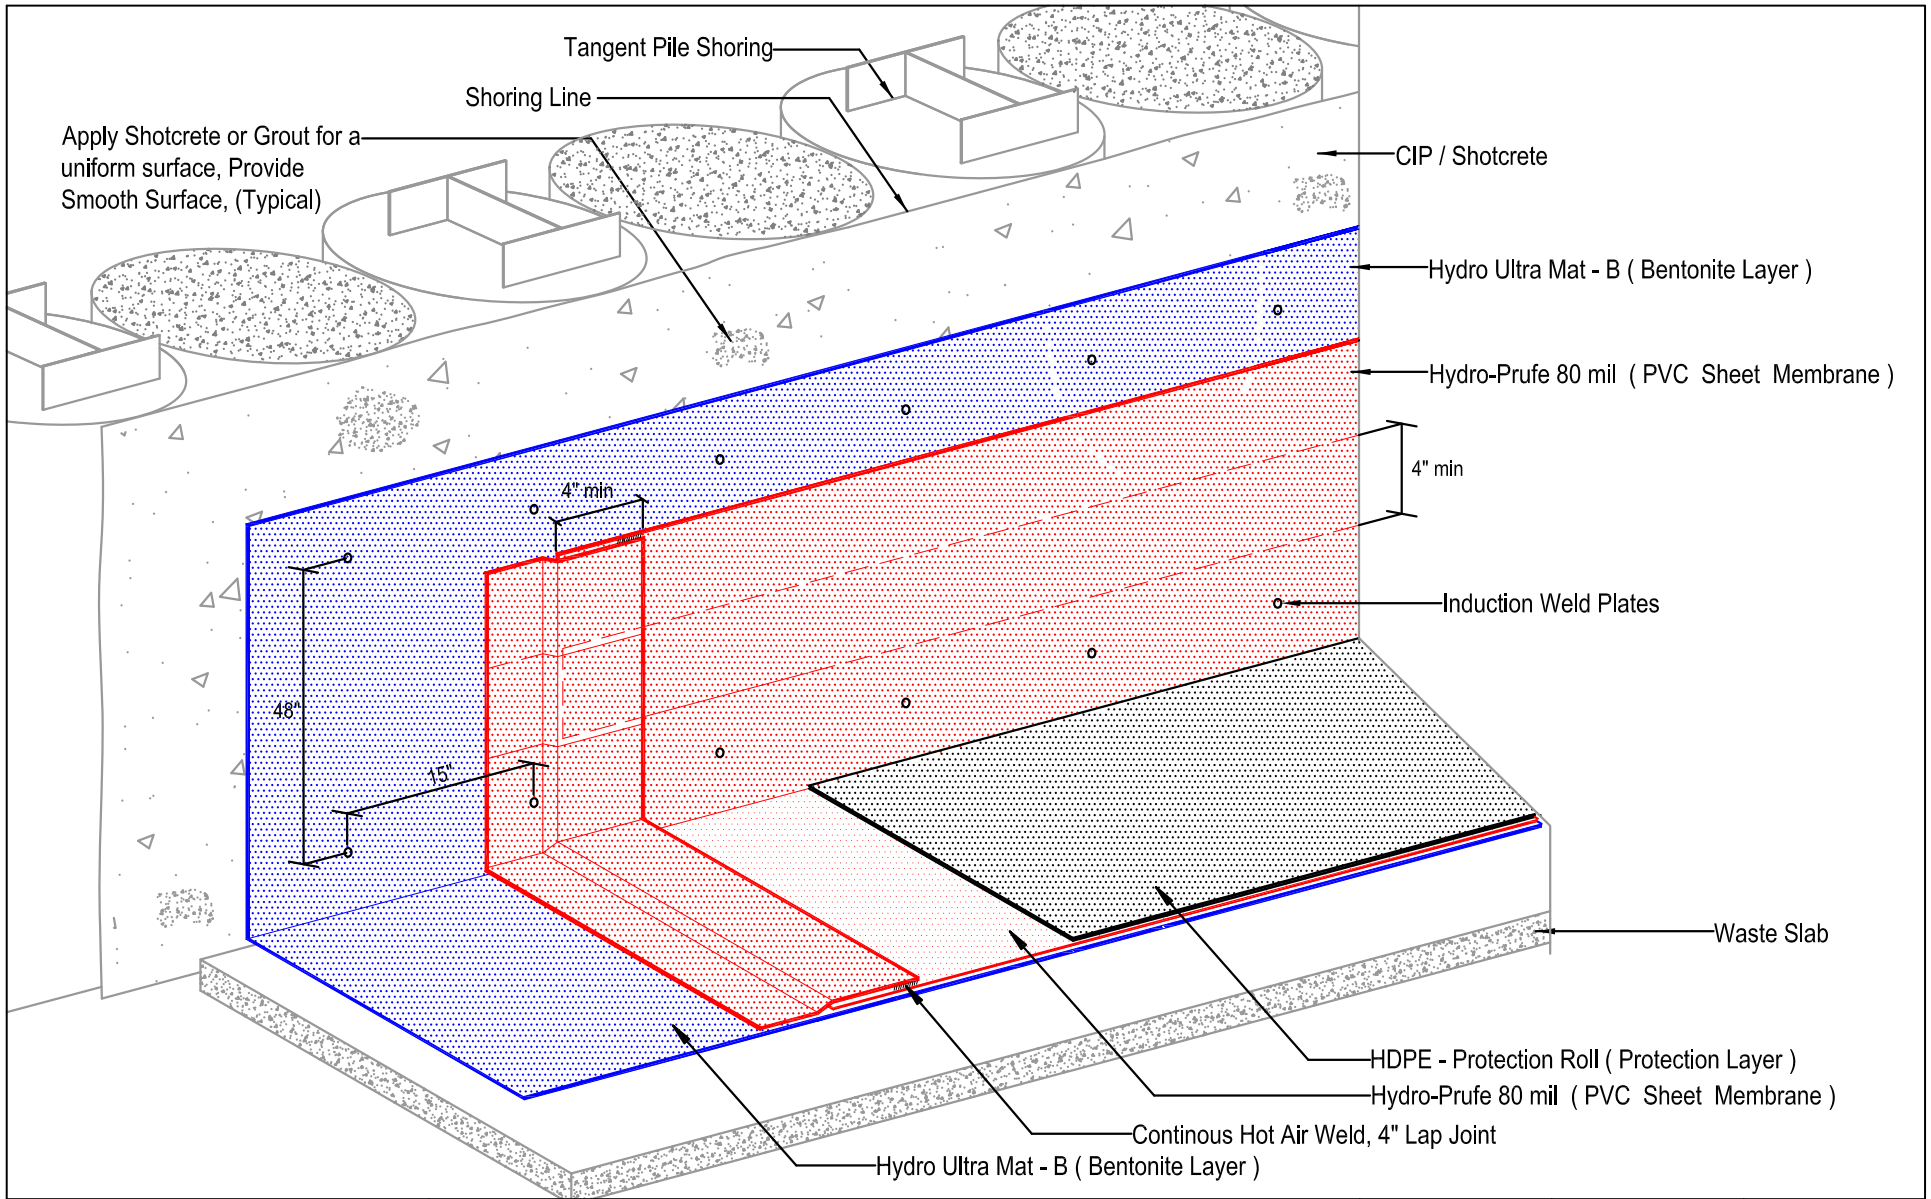 Tangent Pile Shoring
Shoring Line
Apply Shotcrete or Grout for a
uniform surface, Provide
Smooth Surface, (Typical)
CIP / Shotcrete
Hydro Ultra Mat - B ( Bentonite Layer )
Hydro-Prufe 80 mil ( PVC Sheet Membrane )
4" min
4" min
Induction Weld Plates
48"
15"
Waste Slab
HDPE - Protection Roll ( Protection Layer )
Hydro-Prufe 80 mil ( PVC Sheet Membrane )
Continous Hot Air Weld, 4" Lap Joint
Hydro Ultra Mat - B ( Bentonite Layer )